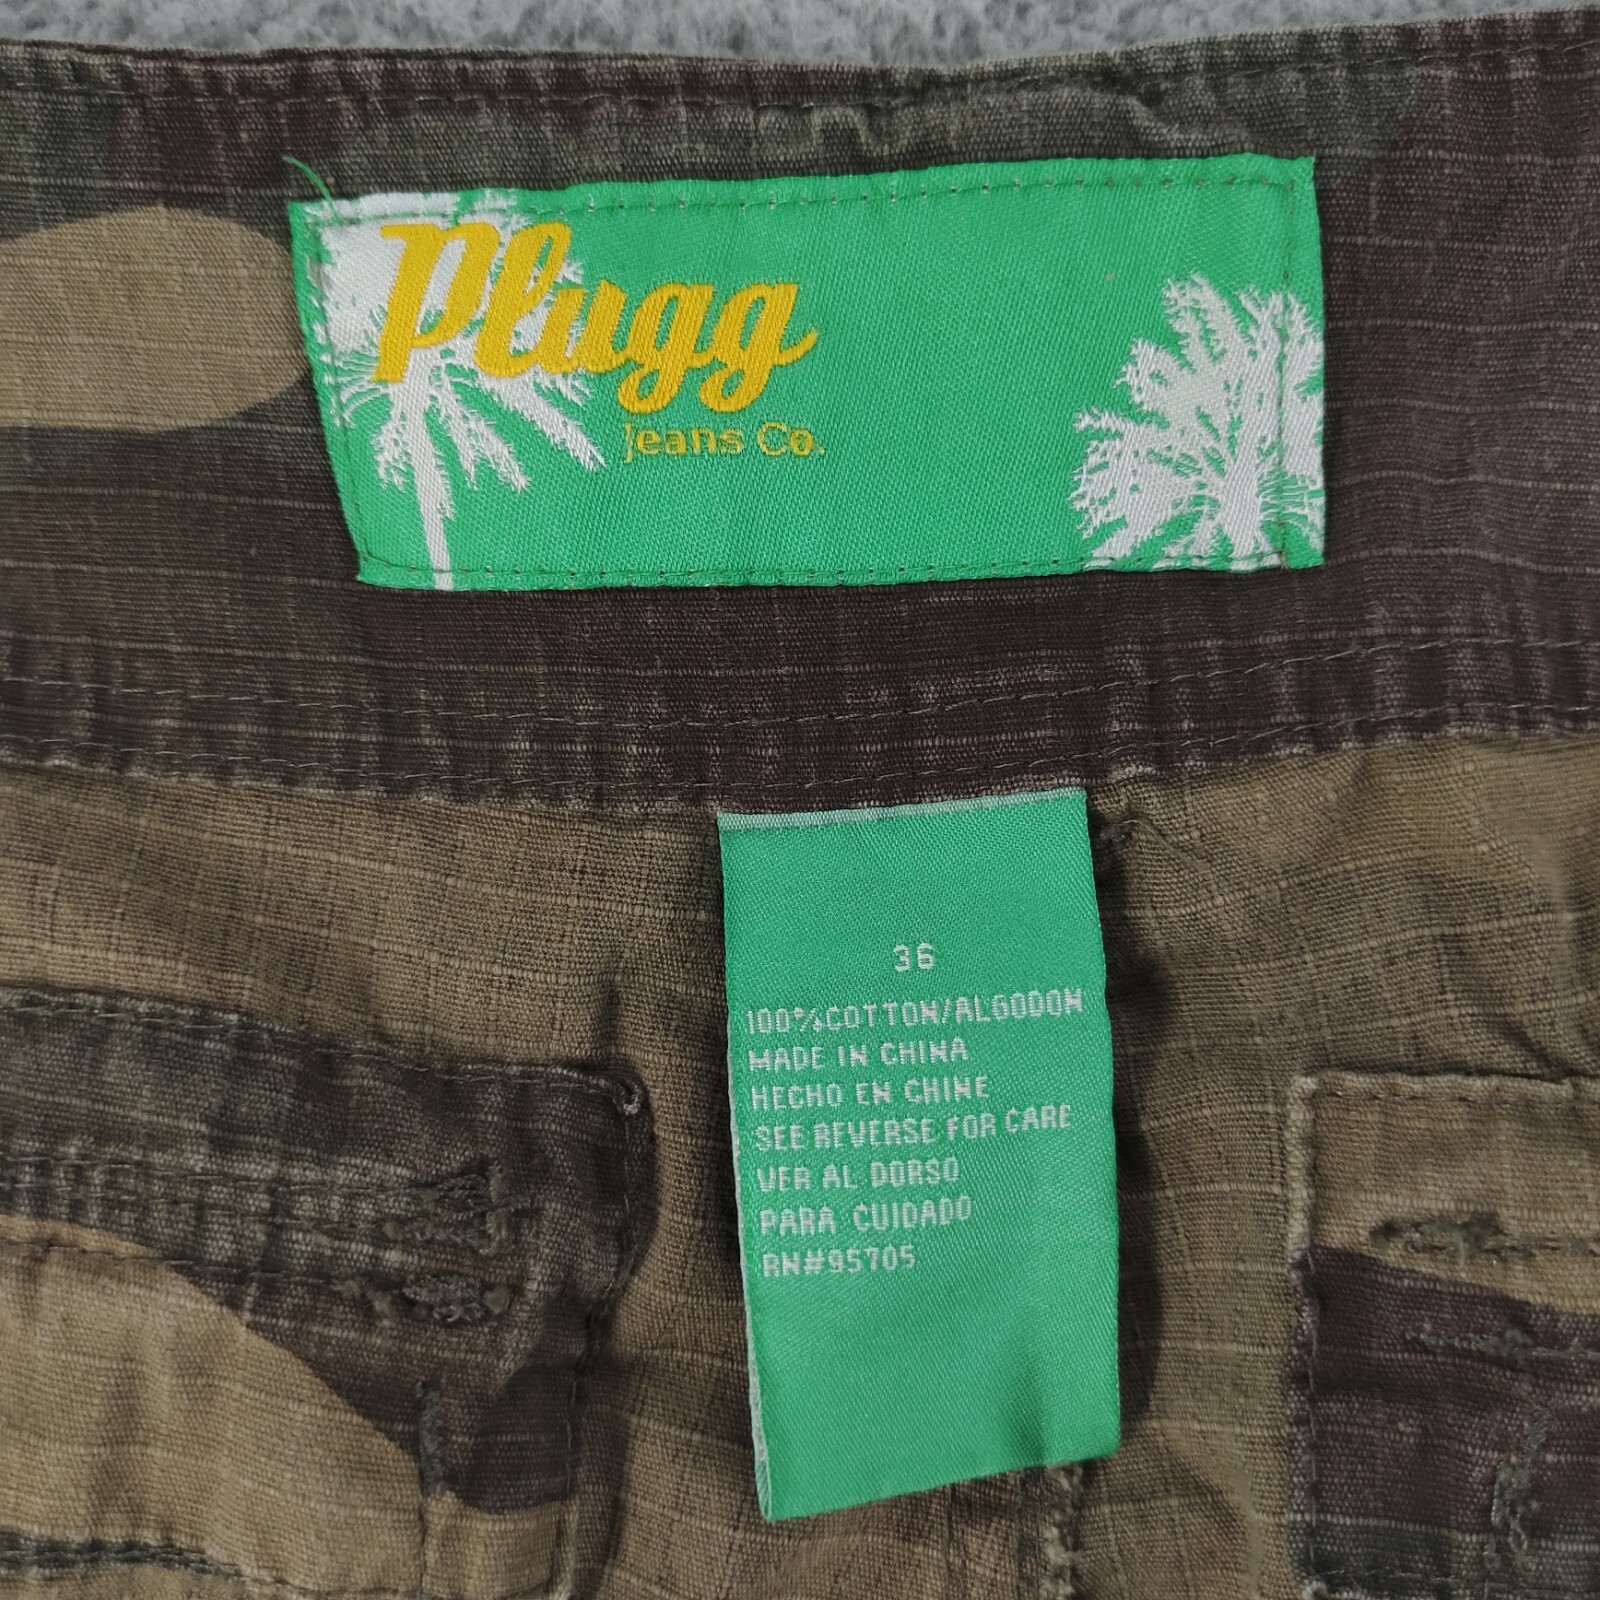 Plugg
Jeans Co.
36
100%COTTON/ALGODON
MADE IN CHINA
HECHO EN CHINE
SEE REVERSE FOR CARE
VER AL DORSO
PARA CUIDADO
RN#95705